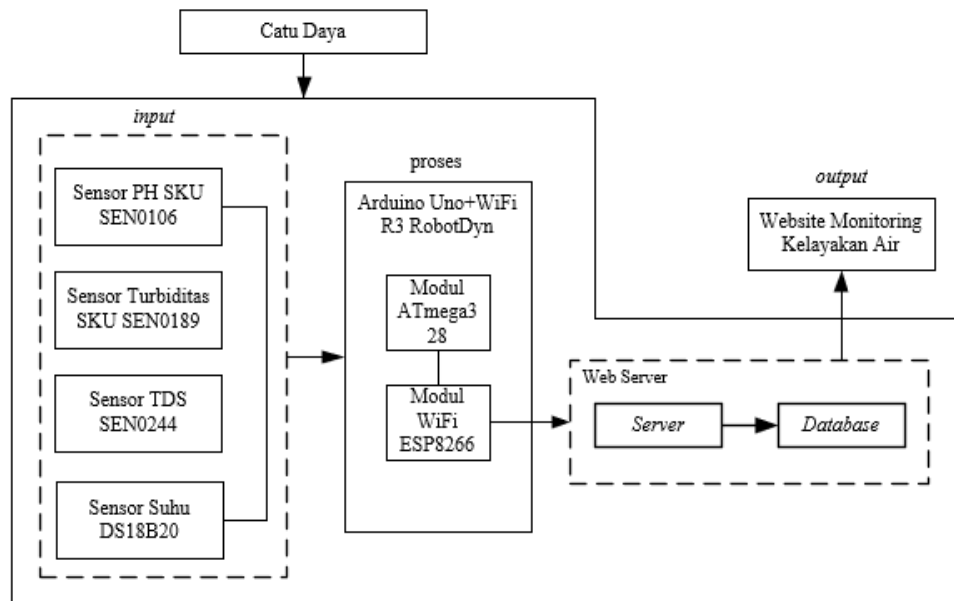 Catu Daya
input
Sensor PH SKU
SEN0106
Sensor Turbiditas
SKU SEN0189
Sensor TDS
SEN0244
Sensor Suhu
DS18B20
proses
Arduino Uno+WiFi
R3 RobotDyn
Modul
ATmega3
28
Modul
WiFi
ESP8266
output
Website Monitoring
Kelayakan Air
Web Server
Server
Database